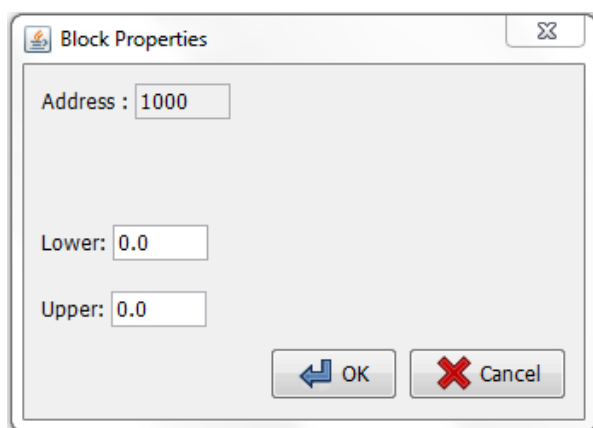 Block Properties
Address : 1000
Lower: 0.0
Upper: 0.0
OK Cancel